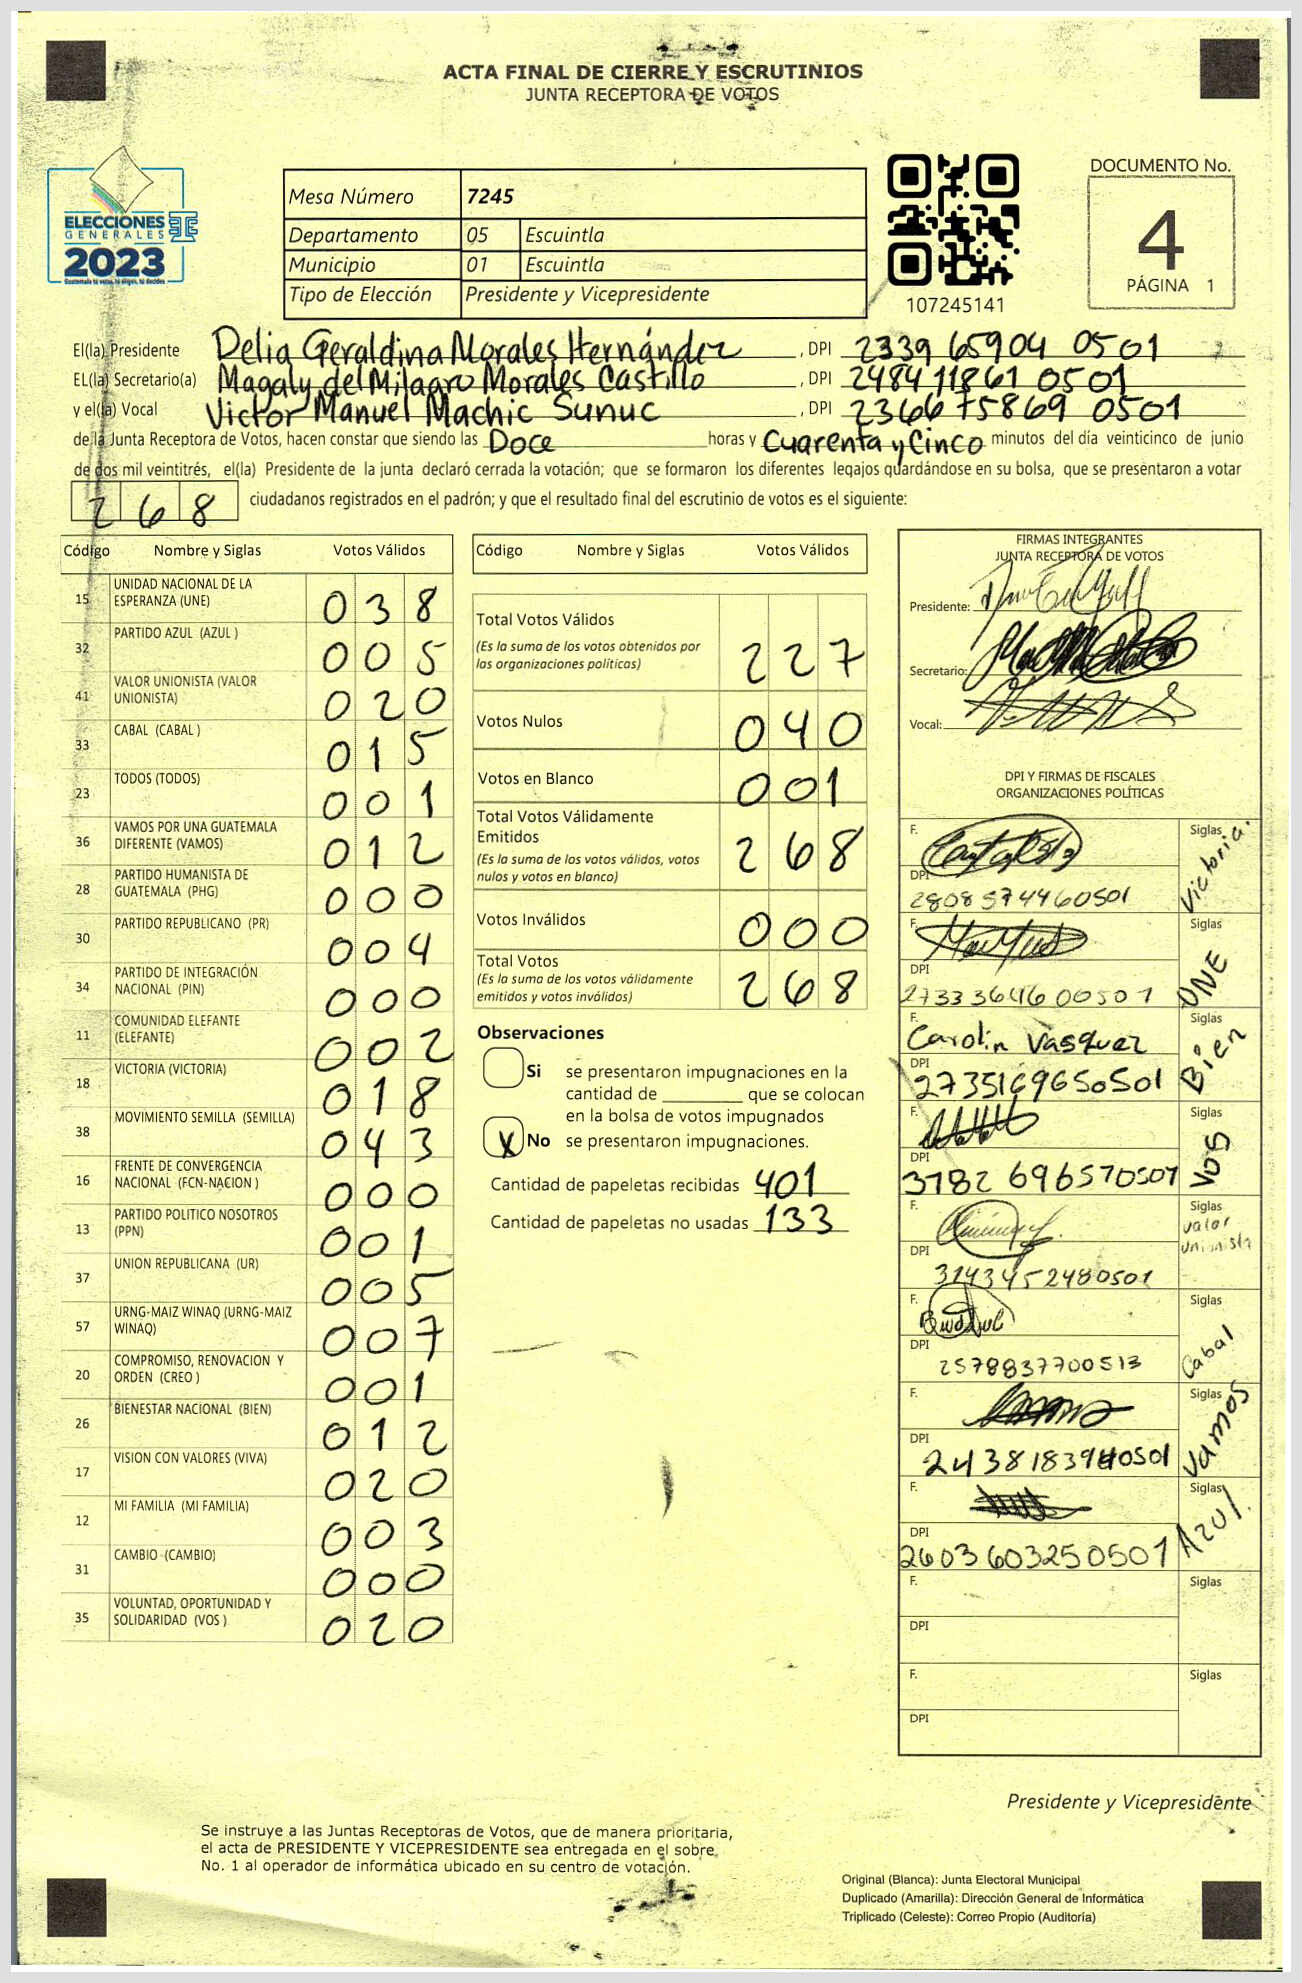 ACTA FINAL DE CIERRE Y ESCRUTINIOS
JUNTA RECEPTORA DE VOTOS
ELECCIONES
GENERALES
2023
Guatemala tú votas, tú eliges, tú decides
Mesa Número 7245
Departamento 05 Escuintla
Municipio 01 Escuintla
Tipo de Elección Presidente y Vicepresidente
107245141
DOCUMENTO No.
4
PÁGINA 1
El(la) Presidente Delia Geraldina Morales Hernández, DPI 2339 65904 0501
EL(la) Secretario(a) Magaly del Milagro Morales Castillo, DPI 2484 11861 0501
y el(la) Vocal Victor Manuel Machic Sunuc, DPI 2366 75869 0501
de la Junta Receptora de Votos, hacen constar que siendo las Doce horas y Cuarenta y Cinco minutos del día veinticinco de junio
de dos mil veintitrés, el(la) Presidente de la junta declaró cerrada la votación; que se formaron los diferentes legajos guardándose en su bolsa, que se presentaron a votar
268 ciudadanos registrados en el padrón; y que el resultado final del escrutinio de votos es el siguiente:
Código Nombre y Siglas Votos Válidos
15 UNIDAD NACIONAL DE LA ESPERANZA (UNE) 038
32 PARTIDO AZUL (AZUL ) 005
41 VALOR UNIONISTA (VALOR UNIONISTA) 020
33 CABAL (CABAL ) 015
23 TODOS (TODOS) 001
36 VAMOS POR UNA GUATEMALA DIFERENTE (VAMOS) 012
28 PARTIDO HUMANISTA DE GUATEMALA (PHG) 000
30 PARTIDO REPUBLICANO (PR) 004
34 PARTIDO DE INTEGRACIÓN NACIONAL (PIN) 000
11 COMUNIDAD ELEFANTE (ELEFANTE) 002
18 VICTORIA (VICTORIA) 018
38 MOVIMIENTO SEMILLA (SEMILLA) 043
16 FRENTE DE CONVERGENCIA NACIONAL (FCN-NACION ) 000
13 PARTIDO POLITICO NOSOTROS (PPN) 001
37 UNION REPUBLICANA (UR) 005
57 URNG-MAIZ WINAQ (URNG-MAIZ WINAQ) 007
20 COMPROMISO, RENOVACION Y ORDEN (CREO ) 001
26 BIENESTAR NACIONAL (BIEN) 012
17 VISION CON VALORES (VIVA) 020
12 MI FAMILIA (MI FAMILIA) 003
31 CAMBIO (CAMBIO) 000
35 VOLUNTAD, OPORTUNIDAD Y SOLIDARIDAD (VOS ) 020
Código Nombre y Siglas Votos Válidos
Total Votos Válidos 227
(Es la suma de los votos obtenidos por
las organizaciones políticas)
Votos Nulos 040
Votos en Blanco 001
Total Votos Válidamente
Emitidos 268
(Es la suma de los votos válidos, votos
nulos y votos en blanco)
Votos Inválidos 000
Total Votos 268
(Es la suma de los votos válidamente
emitidos y votos inválidos)
Observaciones
Si se presentaron impugnaciones en la
cantidad de ________ que se colocan
en la bolsa de votos impugnados
X No se presentaron impugnaciones.
Cantidad de papeletas recibidas 401
Cantidad de papeletas no usadas 133
FIRMAS INTEGRANTES
JUNTA RECEPTORA DE VOTOS
Presidente:
Secretario:
Vocal:
DPI Y FIRMAS DE FISCALES
ORGANIZACIONES POLÍTICAS
F. Siglas Victoria.
DPI 2808574460501
F. Siglas UNE
DPI 2733364600501
F. Carolin Vasquez Siglas Bien
DPI 2735169650501
F. Siglas VOS
DPI 3782 696570501
F. Siglas Valor Unionista
DPI 3143452480501
F. Siglas Cabal
DPI 2578837700513
F. Siglas Vamos
DPI 2438183940501
F. Siglas Azul.
DPI 2603603250501
F. Siglas
DPI
F. Siglas
DPI
Presidente y Vicepresidente
Se instruye a las Juntas Receptoras de Votos, que de manera prioritaria,
el acta de PRESIDENTE Y VICEPRESIDENTE sea entregada en el sobre
No. 1 al operador de informática ubicado en su centro de votación.
Original (Blanca): Junta Electoral Municipal
Duplicado (Amarilla): Dirección General de Informática
Triplicado (Celeste): Correo Propio (Auditoría)